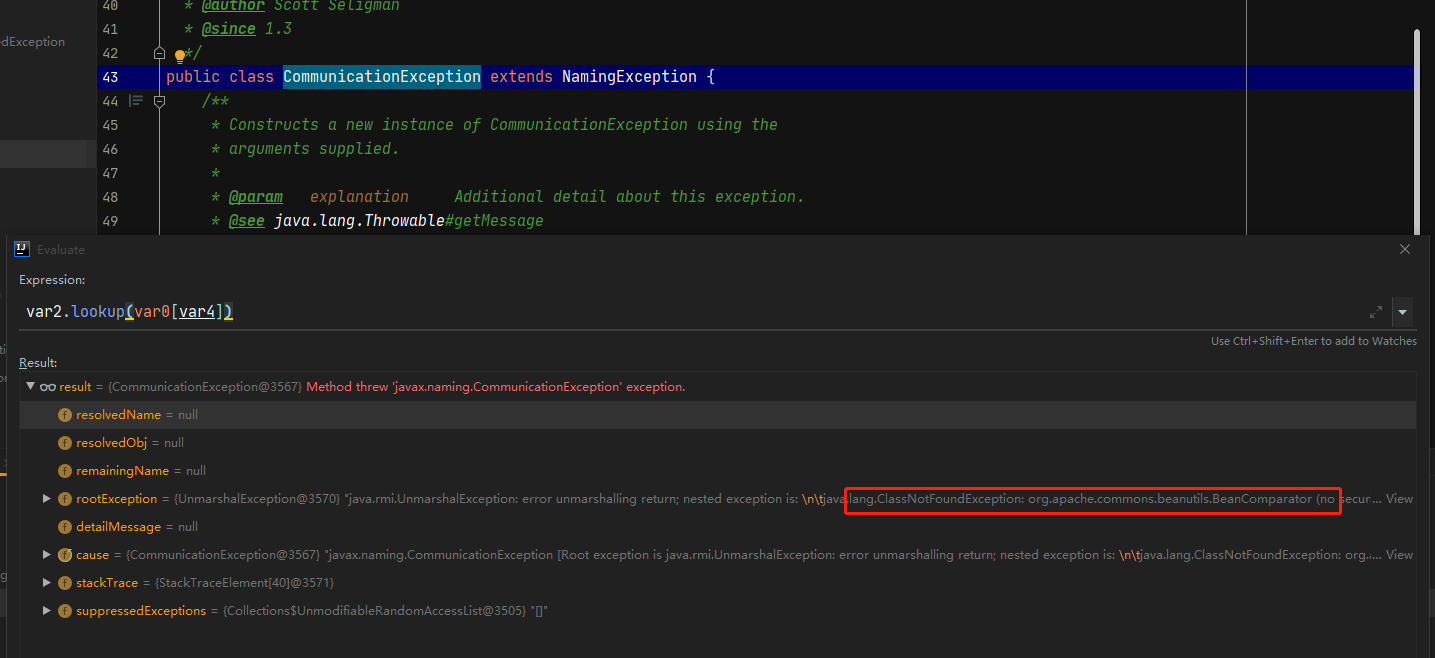 40 * @author Scott Seligman
41 * @since 1.3
dException
42 */
43 public class CommunicationException extends NamingException {
44 /**
45 * Constructs a new instance of CommunicationException using the
46 * arguments supplied.
47 *
48 * @param explanation Additional detail about this exception.
49 * @see java.lang.Throwable#getMessage
IJ Evaluate
Expression:
var2.lookup(var0[var4])
Use Ctrl+Shift+Enter to add to Watches
Result:
result = {CommunicationException@3567} Method threw 'javax.naming.CommunicationException' exception.
f resolvedName = null
f resolvedObj = null
f remainingName = null
f rootException = {UnmarshalException@3570} "java.rmi.UnmarshalException: error unmarshalling return; nested exception is: \n\tjava.lang.ClassNotFoundException: org.apache.commons.beanutils.BeanComparator (no secur... View
f detailMessage = null
f cause = {CommunicationException@3567} "javax.naming.CommunicationException [Root exception is java.rmi.UnmarshalException: error unmarshalling return; nested exception is: \n\tjava.lang.ClassNotFoundException: org.... View
f stackTrace = {StackTraceElement[40]@3571}
f suppressedExceptions = {Collections$UnmodifiableRandomAccessList@3505} "[]"